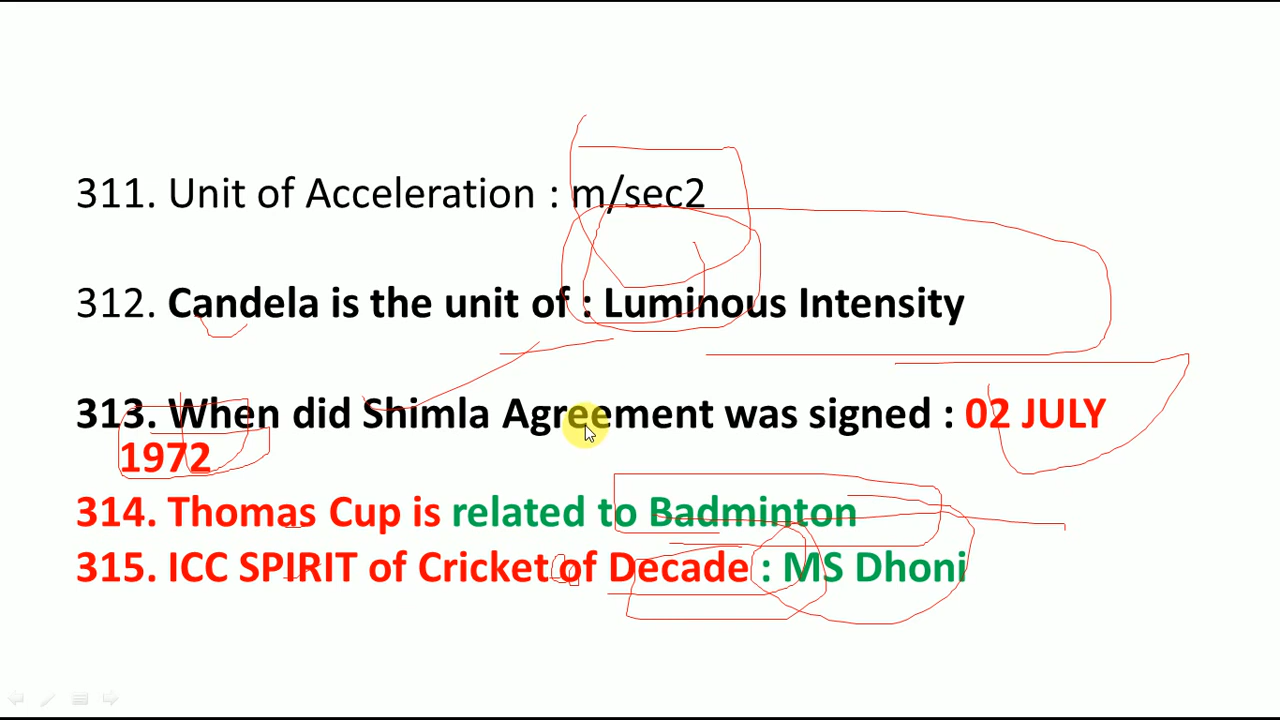 311. Unit of Acceleration : m/sec2
312. Candela is the unit of : Luminous Intensity
313. When did Shimla Agreement was signed : 02 JULY
1972
314. Thomas Cup is related to Badminton
315. ICC SPIRIT of Cricket of Decade : MS Dhoni